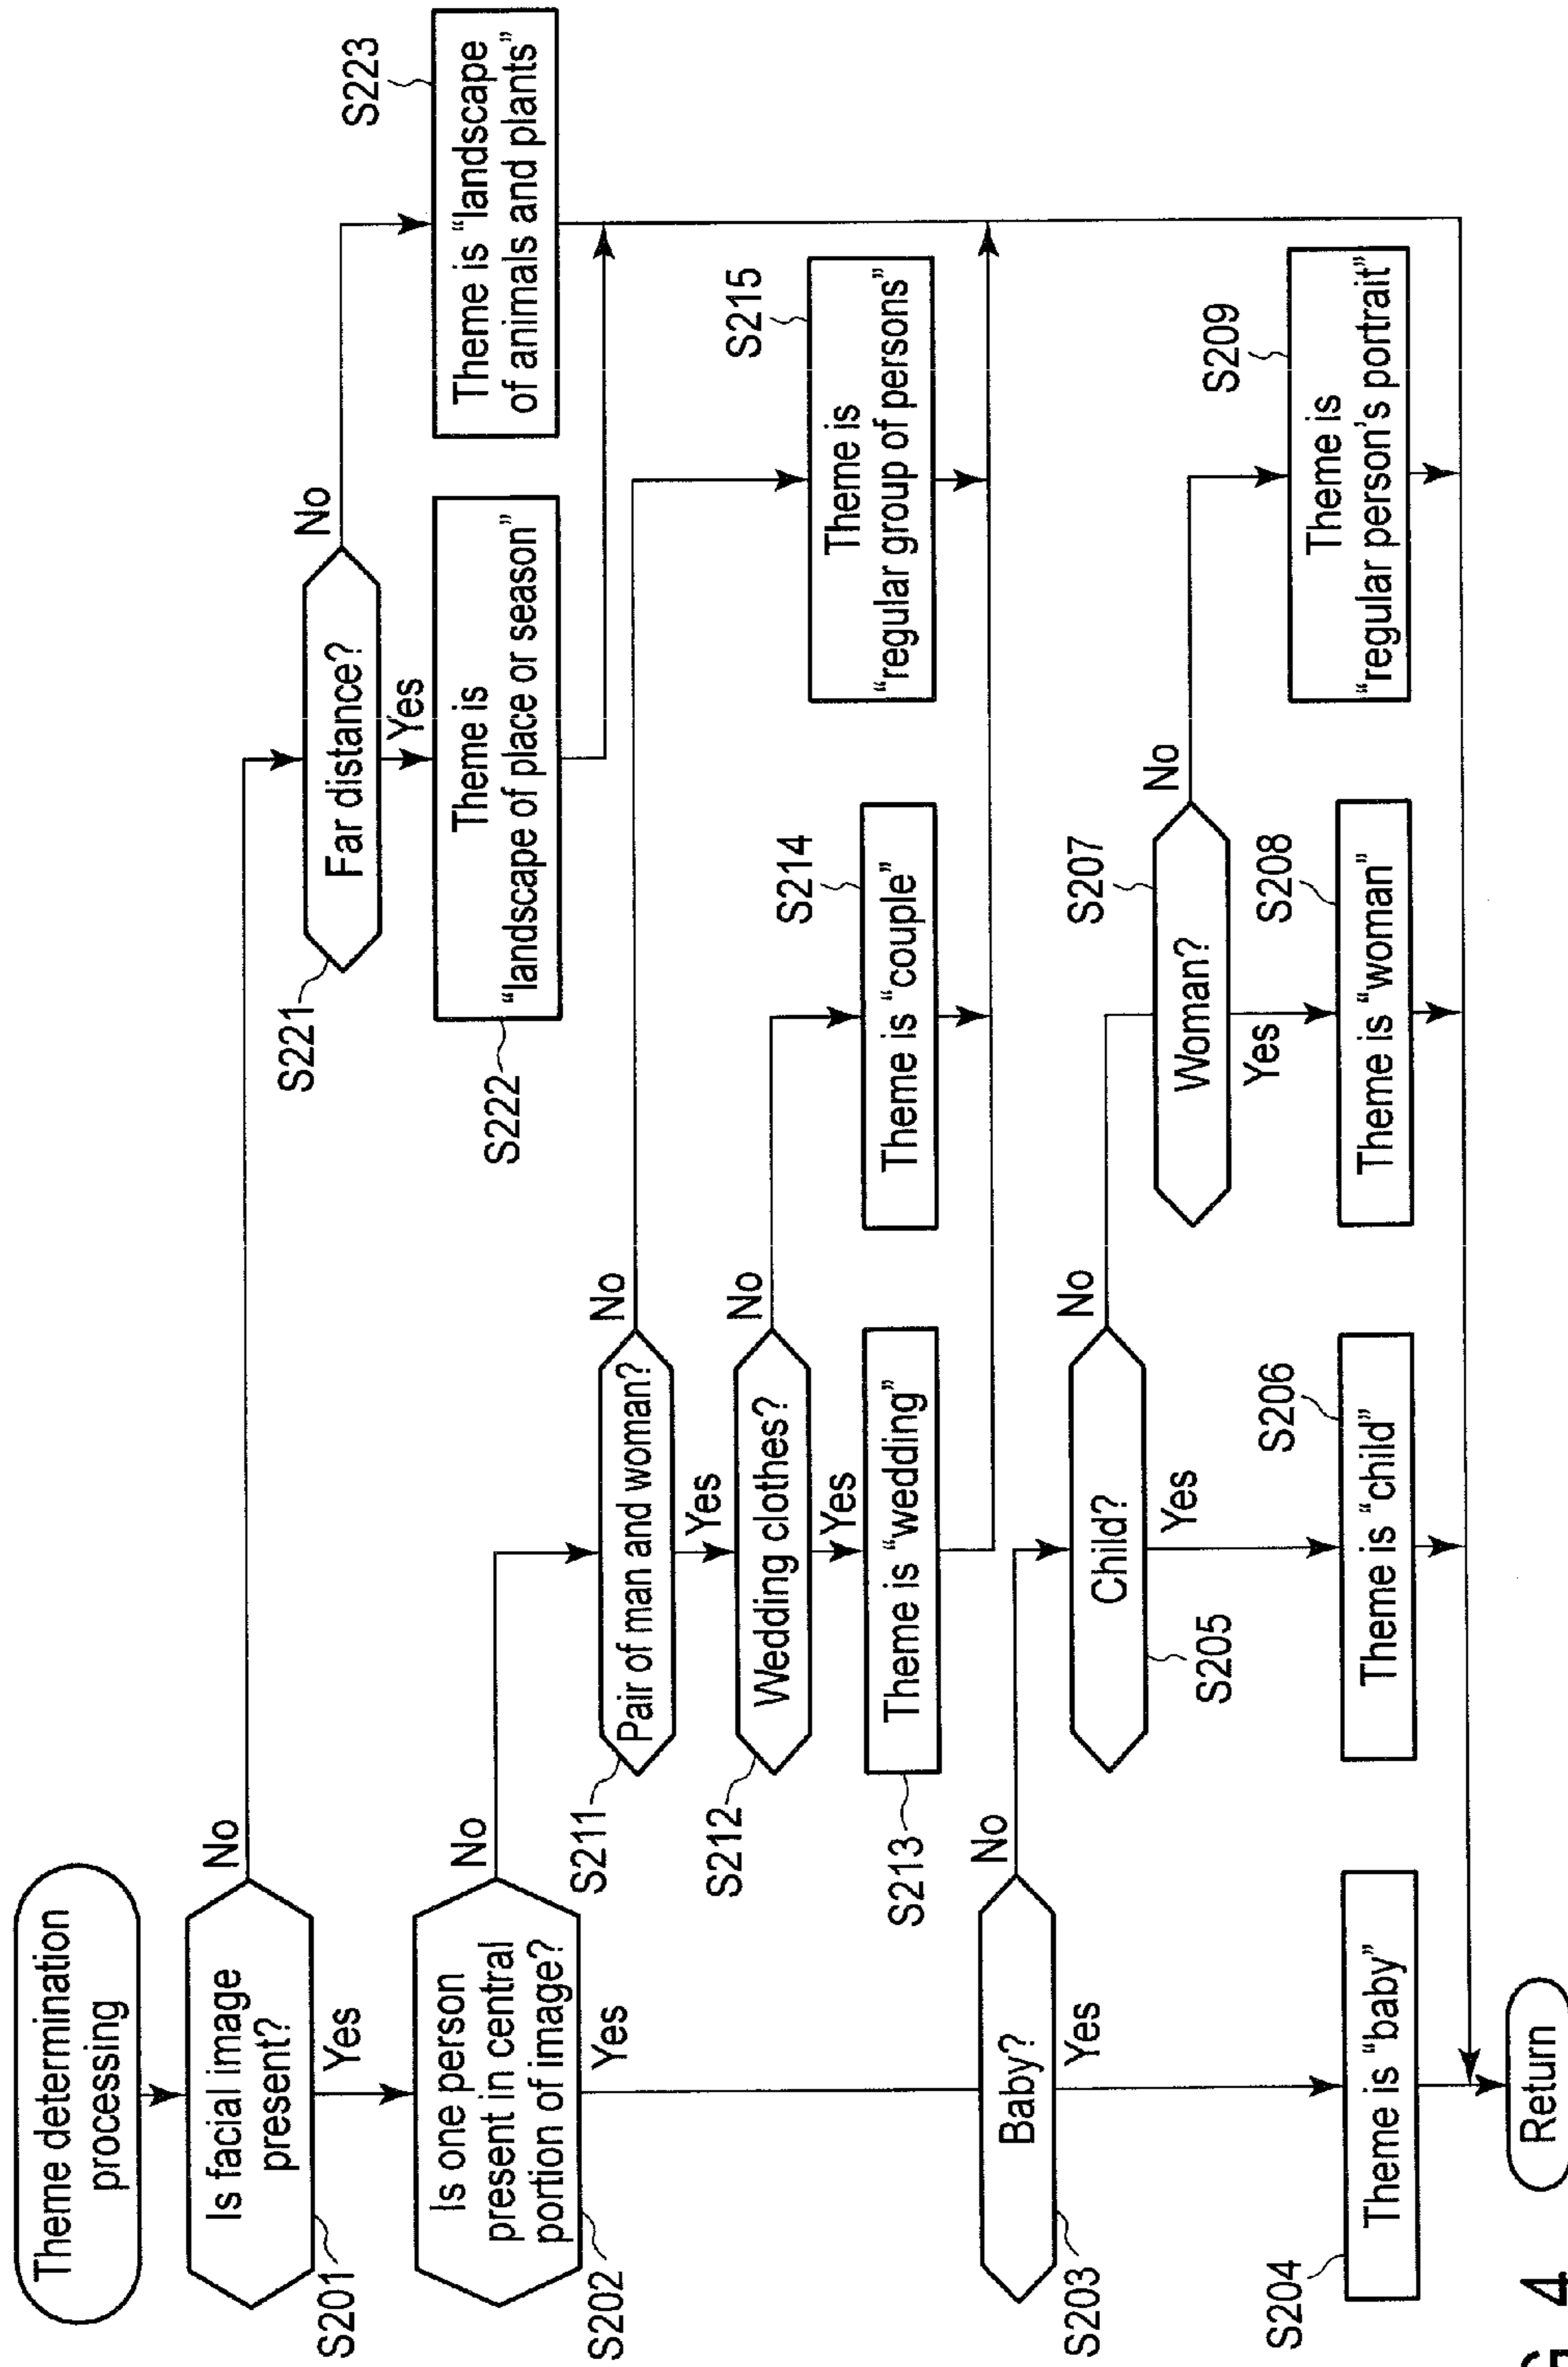 Theme determination
processing
Is facial image
present?
S201
No
Yes
Is one person
present in central
portion of image?
S202
No
Yes
Baby?
S203
No
Yes
Theme is “baby”
S204
Child?
S205
No
Yes
Theme is “child”
S206
Woman?
S207
No
Yes
Theme is “woman”
S208
Theme is
“regular person's portrait”
S209
Pair of man and woman?
S211
No
Yes
Wedding clothes?
S212
No
Yes
Theme is “wedding”
S213
Theme is “couple”
S214
Theme is
“regular group of persons”
S215
Far distance?
S221
No
Yes
Theme is
“landscape of place or season”
S222
Theme is “landscape
of animals and plants”
S223
Return
4